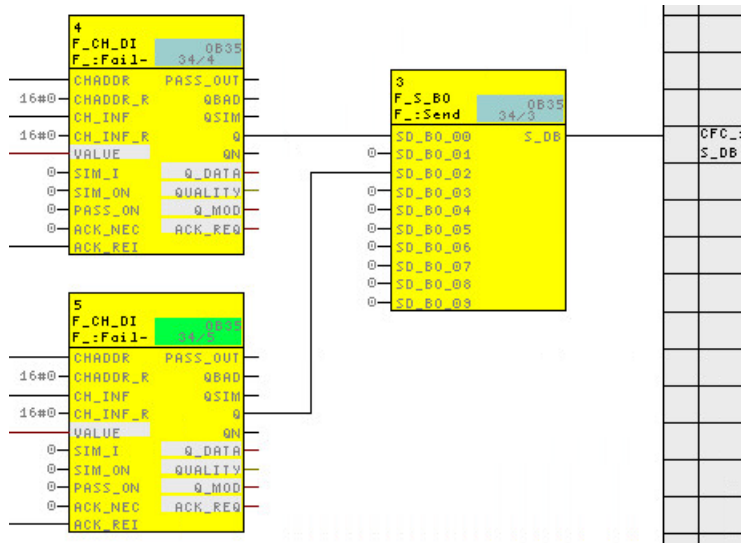 4
F_CH_DI
F_:Fail-
OB35
34/4
CHADDR PASS_OUT
16#0 CHADDR_R QBAD
CH_INF QSIM
16#0 CH_INF_R Q
VALUE QN
0 SIM_I Q_DATA
0 SIM_ON QUALITY
0 PASS_ON Q_MOD
0 ACK_NEC ACK_REQ
ACK_REI
3
F_S_BO
F_:Send
OB35
34/3
SD_BO_00 S_DB
0 SD_BO_01
SD_BO_02
0 SD_BO_03
0 SD_BO_04
0 SD_BO_05
0 SD_BO_06
0 SD_BO_07
0 SD_BO_08
0 SD_BO_09
5
F_CH_DI
F_:Fail-
OB35
34/5
CHADDR PASS_OUT
16#0 CHADDR_R QBAD
CH_INF QSIM
16#0 CH_INF_R Q
VALUE QN
0 SIM_I Q_DATA
0 SIM_ON QUALITY
0 PASS_ON Q_MOD
0 ACK_NEC ACK_REQ
ACK_REI
CFC_
S_DB